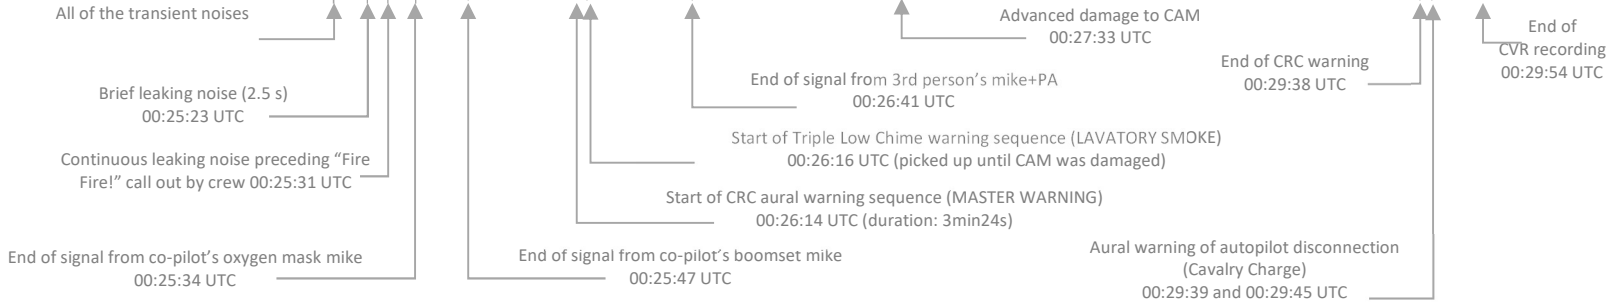 All of the transient noises
Brief leaking noise (2.5 s)
00:25:23 UTC
Continuous leaking noise preceding “Fire
Fire!” call out by crew 00:25:31 UTC
End of signal from co-pilot’s oxygen mask mike
00:25:34 UTC
End of signal from co-pilot’s boomset mike
00:25:47 UTC
Start of CRC aural warning sequence (MASTER WARNING)
00:26:14 UTC (duration: 3min24s)
Start of Triple Low Chime warning sequence (LAVATORY SMOKE)
00:26:16 UTC (picked up until CAM was damaged)
End of signal from 3rd person’s mike+PA
00:26:41 UTC
Advanced damage to CAM
00:27:33 UTC
End of CRC warning
00:29:38 UTC
Aural warning of autopilot disconnection
(Cavalry Charge)
00:29:39 and 00:29:45 UTC
End of
CVR recording
00:29:54 UTC